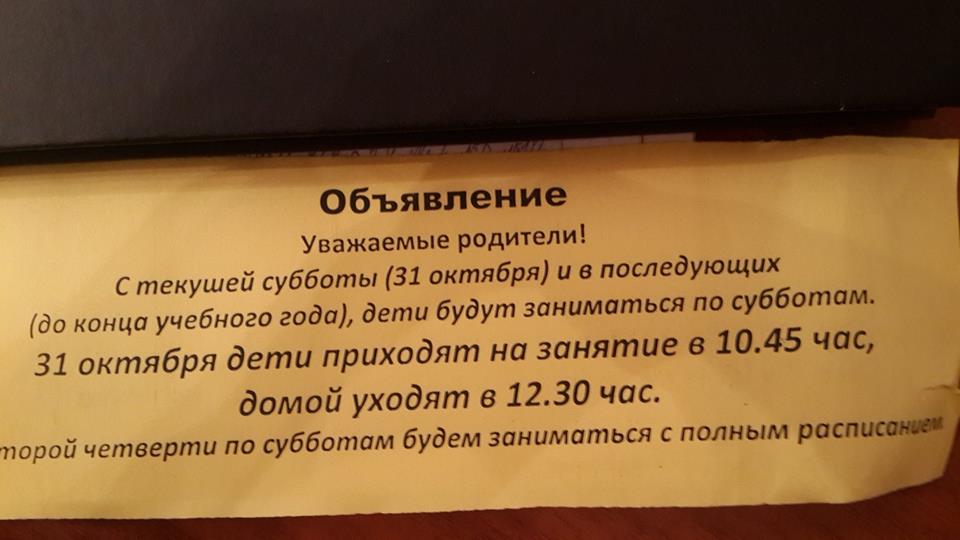 Объявление
Уважаемые родители!
С текушей субботы (31 октября) и в последующих
(до конца учебного года), дети будут заниматься по субботам.
31 октября дети приходят на занятие в 10.45 час,
домой уходят в 12.30 час.
торой четверти по субботам будем заниматься с полным расписанием